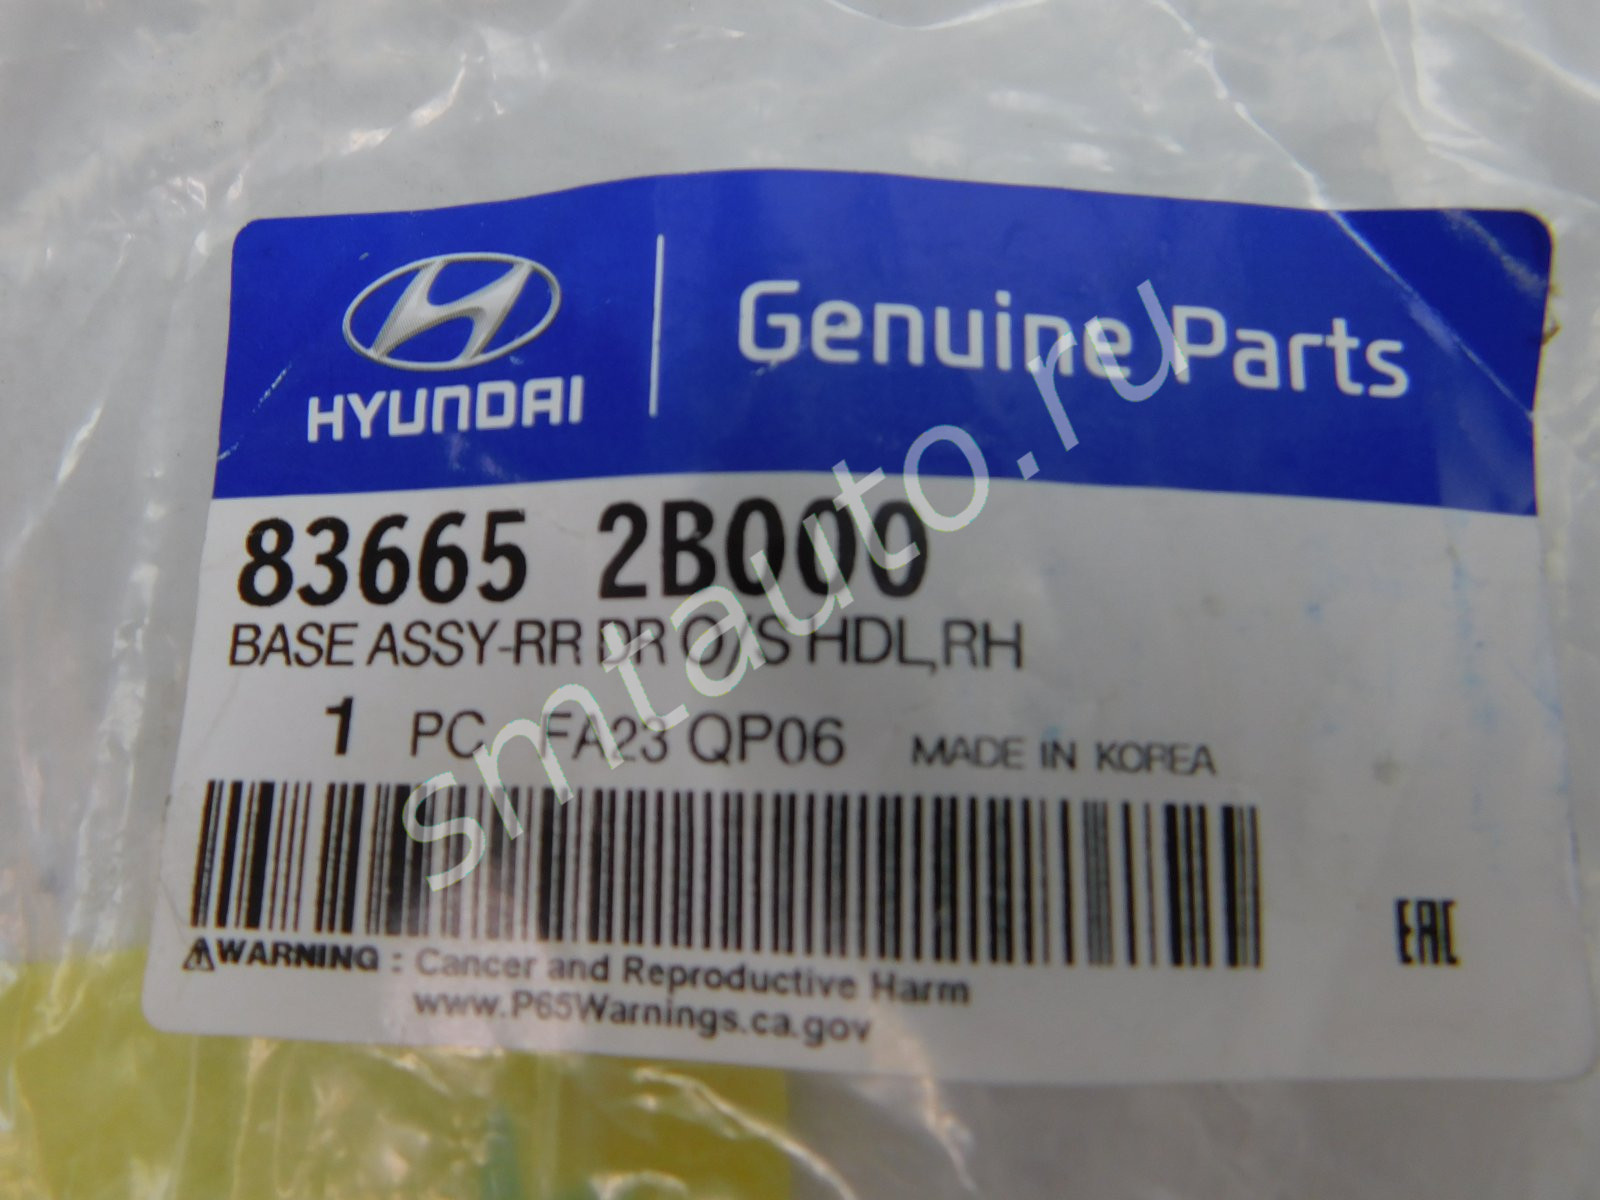 HYUNDAI
Genuine Parts
83665 2B000
BASE ASSY-RR DR O/S HDL,RH
1 PC FA23 QP06 MADE IN KOREA
EAC
WARNING : Cancer and Reproductive Harm
www.P65Warnings.ca.gov
smtauto.ru